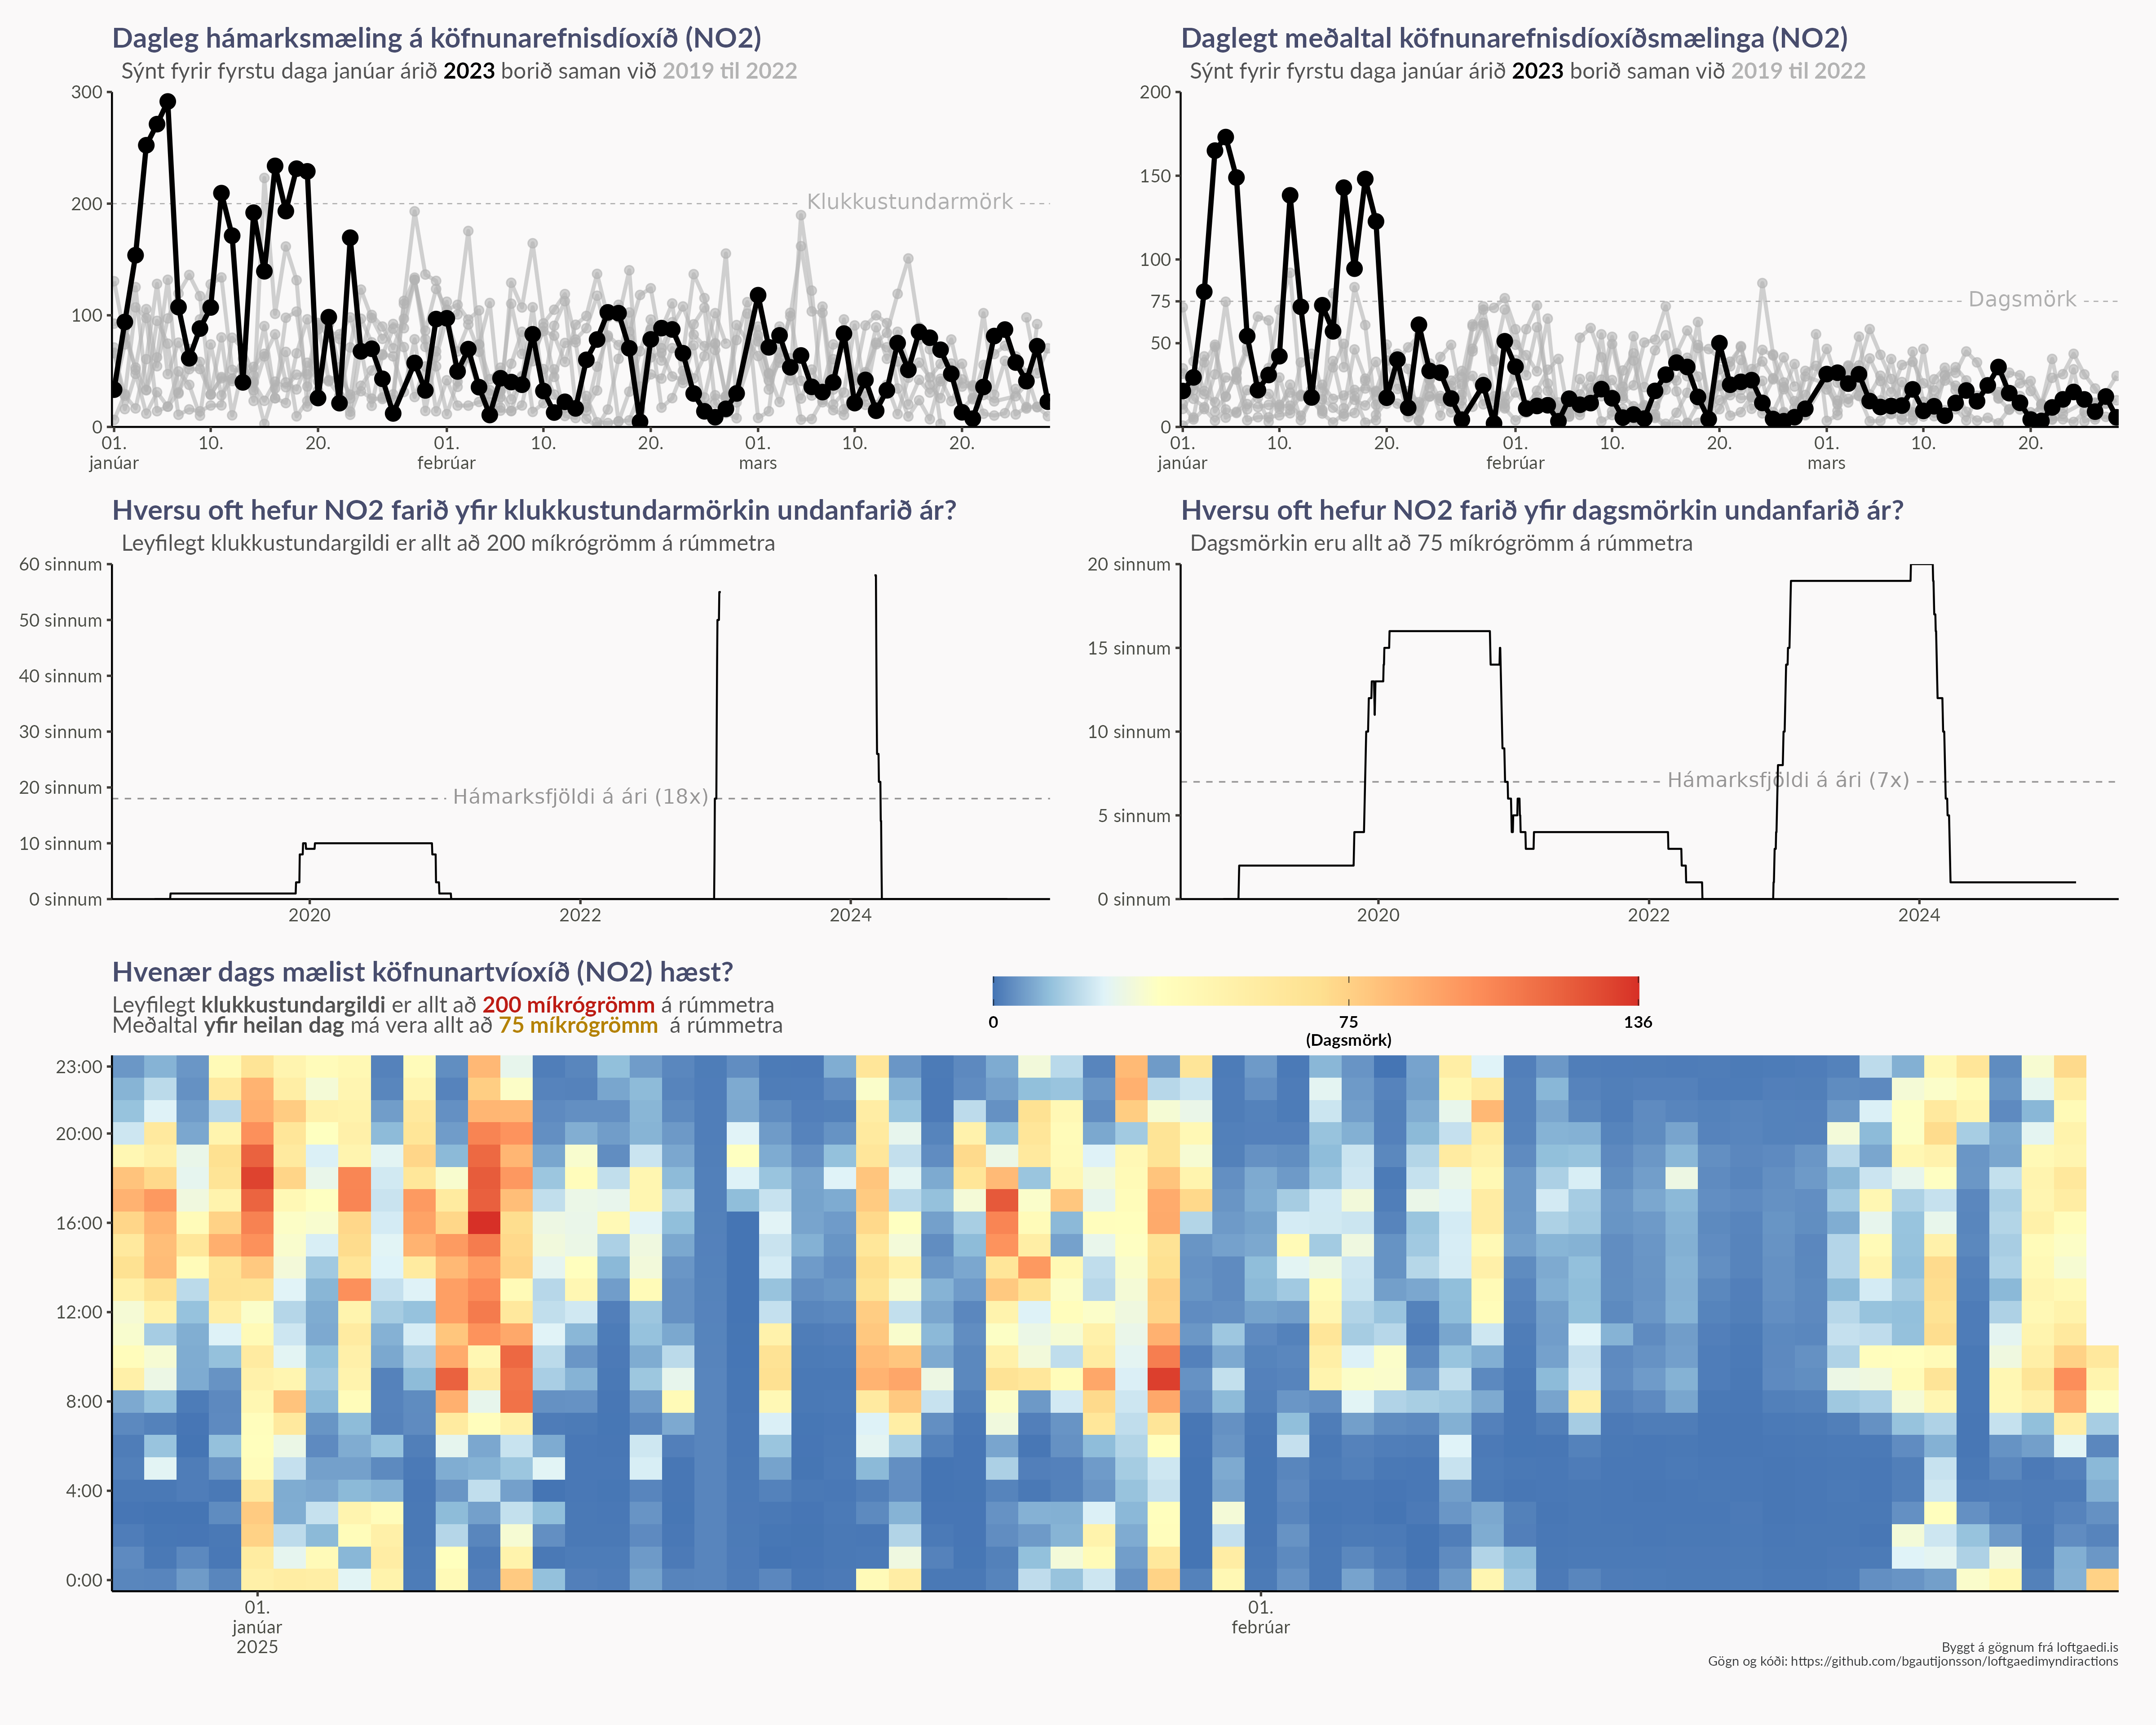 Dagleg hámarksmæling á köfnunarefnisdíoxíð (NO2)
Sýnt fyrir fyrstu daga janúar árið 2023 borið saman við 2019 til 2022
300
200
100
0
Klukkustundarmörk
01. 10. 20. 01. 10. 20. 01. 10. 20.
janúar febrúar mars
Daglegt meðaltal köfnunarefnisdíoxíðsmælinga (NO2)
Sýnt fyrir fyrstu daga janúar árið 2023 borið saman við 2019 til 2022
200
150
100
75
50
0
Dagsmörk
01. 10. 20. 01. 10. 20. 01. 10. 20.
janúar febrúar mars
Hversu oft hefur NO2 farið yfir klukkustundarmörkin undanfarið ár?
Leyfilegt klukkustundargildi er allt að 200 míkrógrömm á rúmmetra
60 sinnum
50 sinnum
40 sinnum
30 sinnum
20 sinnum
10 sinnum
0 sinnum
Hámarksfjöldi á ári (18x)
2020 2022 2024
Hversu oft hefur NO2 farið yfir dagsmörkin undanfarið ár?
Dagsmörkin eru allt að 75 míkrógrömm á rúmmetra
20 sinnum
15 sinnum
10 sinnum
5 sinnum
0 sinnum
Hámarksfjöldi á ári (7x)
2020 2022 2024
Hvenær dags mælist köfnunartvíoxíð (NO2) hæst?
Leyfilegt klukkustundargildi er allt að 200 míkrógrömm á rúmmetra
Meðaltal yfir heilan dag má vera allt að 75 míkrógrömm á rúmmetra
0 75 136
(Dagsmörk)
23:00
20:00
16:00
12:00
8:00
4:00
0:00
01. 01.
janúar febrúar
2025
Byggt á gögnum frá loftgaedi.is
Gögn og kóði: https://github.com/bgautijonsson/loftgaedimyndiractions